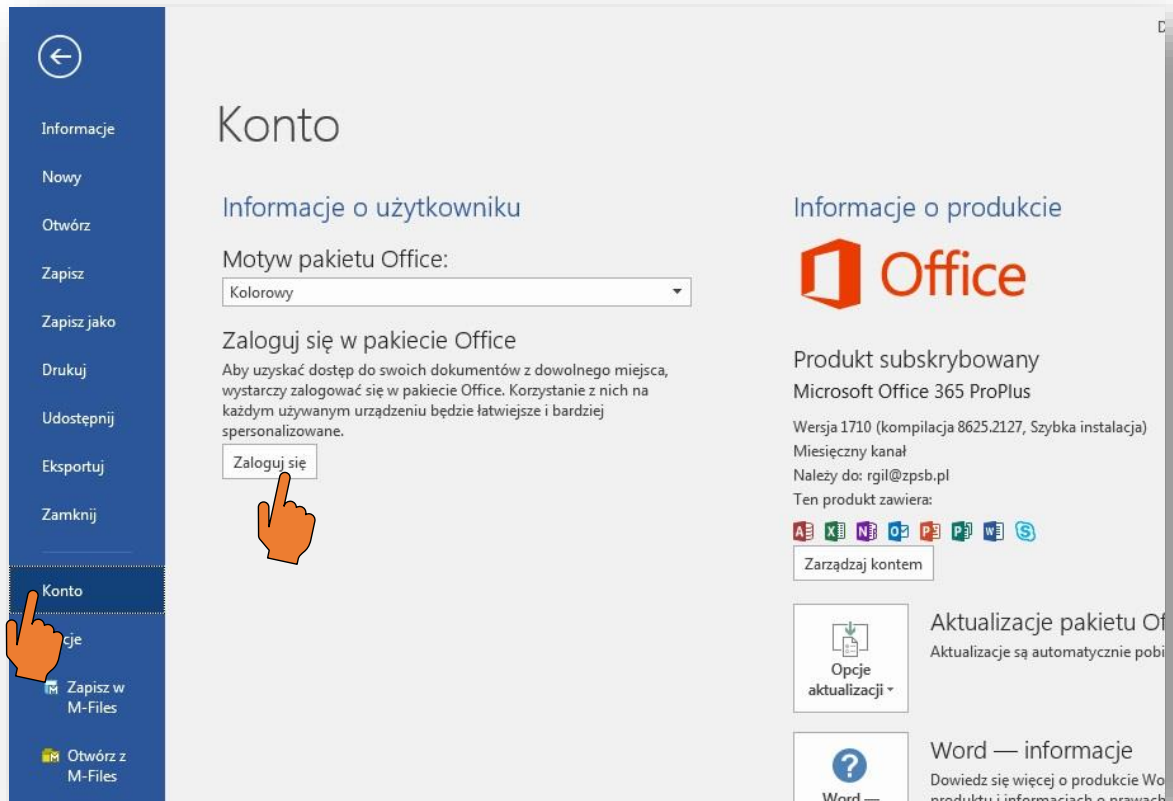 Informacje
Nowy
Otwórz
Zapisz
Zapisz jako
Drukuj
Udostępnij
Eksportuj
Zamknij
Konto
cje
Zapisz w
M-Files
Otwórz z
M-Files
Konto
Informacje o użytkowniku
Motyw pakietu Office:
Kolorowy
Zaloguj się w pakiecie Office
Aby uzyskać dostęp do swoich dokumentów z dowolnego miejsca,
wystarczy zalogować się w pakiecie Office. Korzystanie z nich na
każdym używanym urządzeniu będzie łatwiejsze i bardziej
spersonalizowane.
Zaloguj się
Informacje o produkcie
Office
Produkt subskrybowany
Microsoft Office 365 ProPlus
Wersja 1710 (kompilacja 8625.2127, Szybka instalacja)
Miesięczny kanał
Należy do: rgil@zpsb.pl
Ten produkt zawiera:
Zarządzaj kontem
Opcje
aktualizacji
Aktualizacje pakietu Of
Aktualizacje są automatycznie pobi
Word —
Word — informacje
Dowiedz się więcej o produkcie Wo
produktu i informacjach o prawach